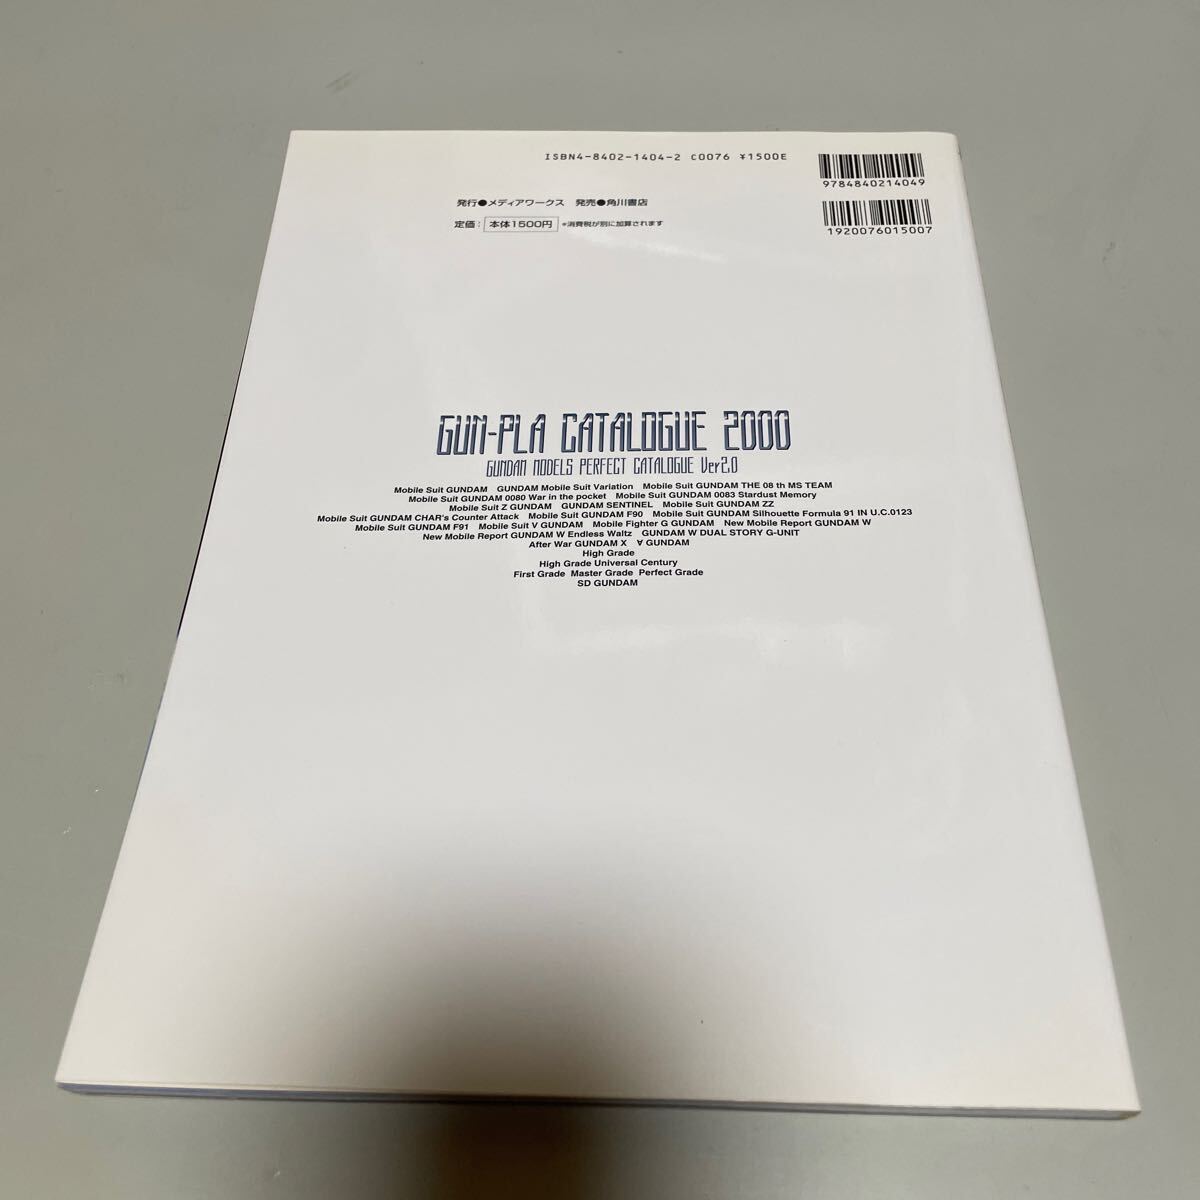 ISBN4-8402-1404-2 C0076 ¥1500E
9784840214049
発行●メディアワークス 発売●角川書店
定価： 本体1500円 *消費税が別に加算されます
1920076015007
GUN-PLA CATALOGUE 2000
GUNDAM MODELS PERFECT CATALOGUE Ver2.0
Mobile Suit GUNDAM GUNDAM Mobile Suit Variation Mobile Suit GUNDAM THE 08 th MS TEAM
Mobile Suit GUNDAM 0080 War in the pocket Mobile Suit GUNDAM 0083 Stardust Memory
Mobile Suit Z GUNDAM GUNDAM SENTINEL Mobile Suit GUNDAM ZZ
Mobile Suit GUNDAM CHAR's Counter Attack Mobile Suit GUNDAM F90 Mobile Suit GUNDAM Silhouette Formula 91 IN U.C.0123
Mobile Suit GUNDAM F91 Mobile Suit V GUNDAM Mobile Fighter G GUNDAM New Mobile Report GUNDAM W
New Mobile Report GUNDAM W Endless Waltz GUNDAM W DUAL STORY G-UNIT
After War GUNDAM X ∀ GUNDAM
High Grade
High Grade Universal Century
First Grade Master Grade Perfect Grade
SD GUNDAM